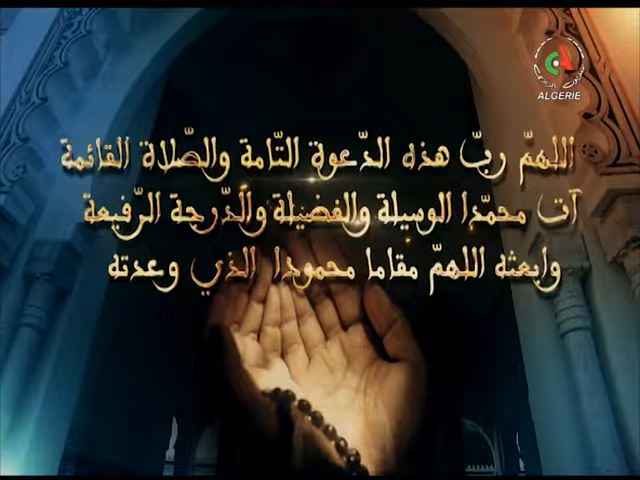 ALGERIE
اللهمّ ربّ هذه الدّعوة التّامة والصّلاة القائمة
آت محمّدا الوسيلة والفضيلة والدّرجة الرّفيعة
وابعثه اللهمّ مقاما محمودا الذي وعدته